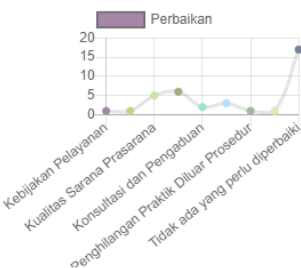 Perbaikan
20
15
10
5
0
Kebijakan Pelayanan
Kualitas Sarana Prasarana
Konsultasi dan Pengaduan
Penghilangan Praktik Diluar Prosedur
Tidak ada yang perlu diperbaiki